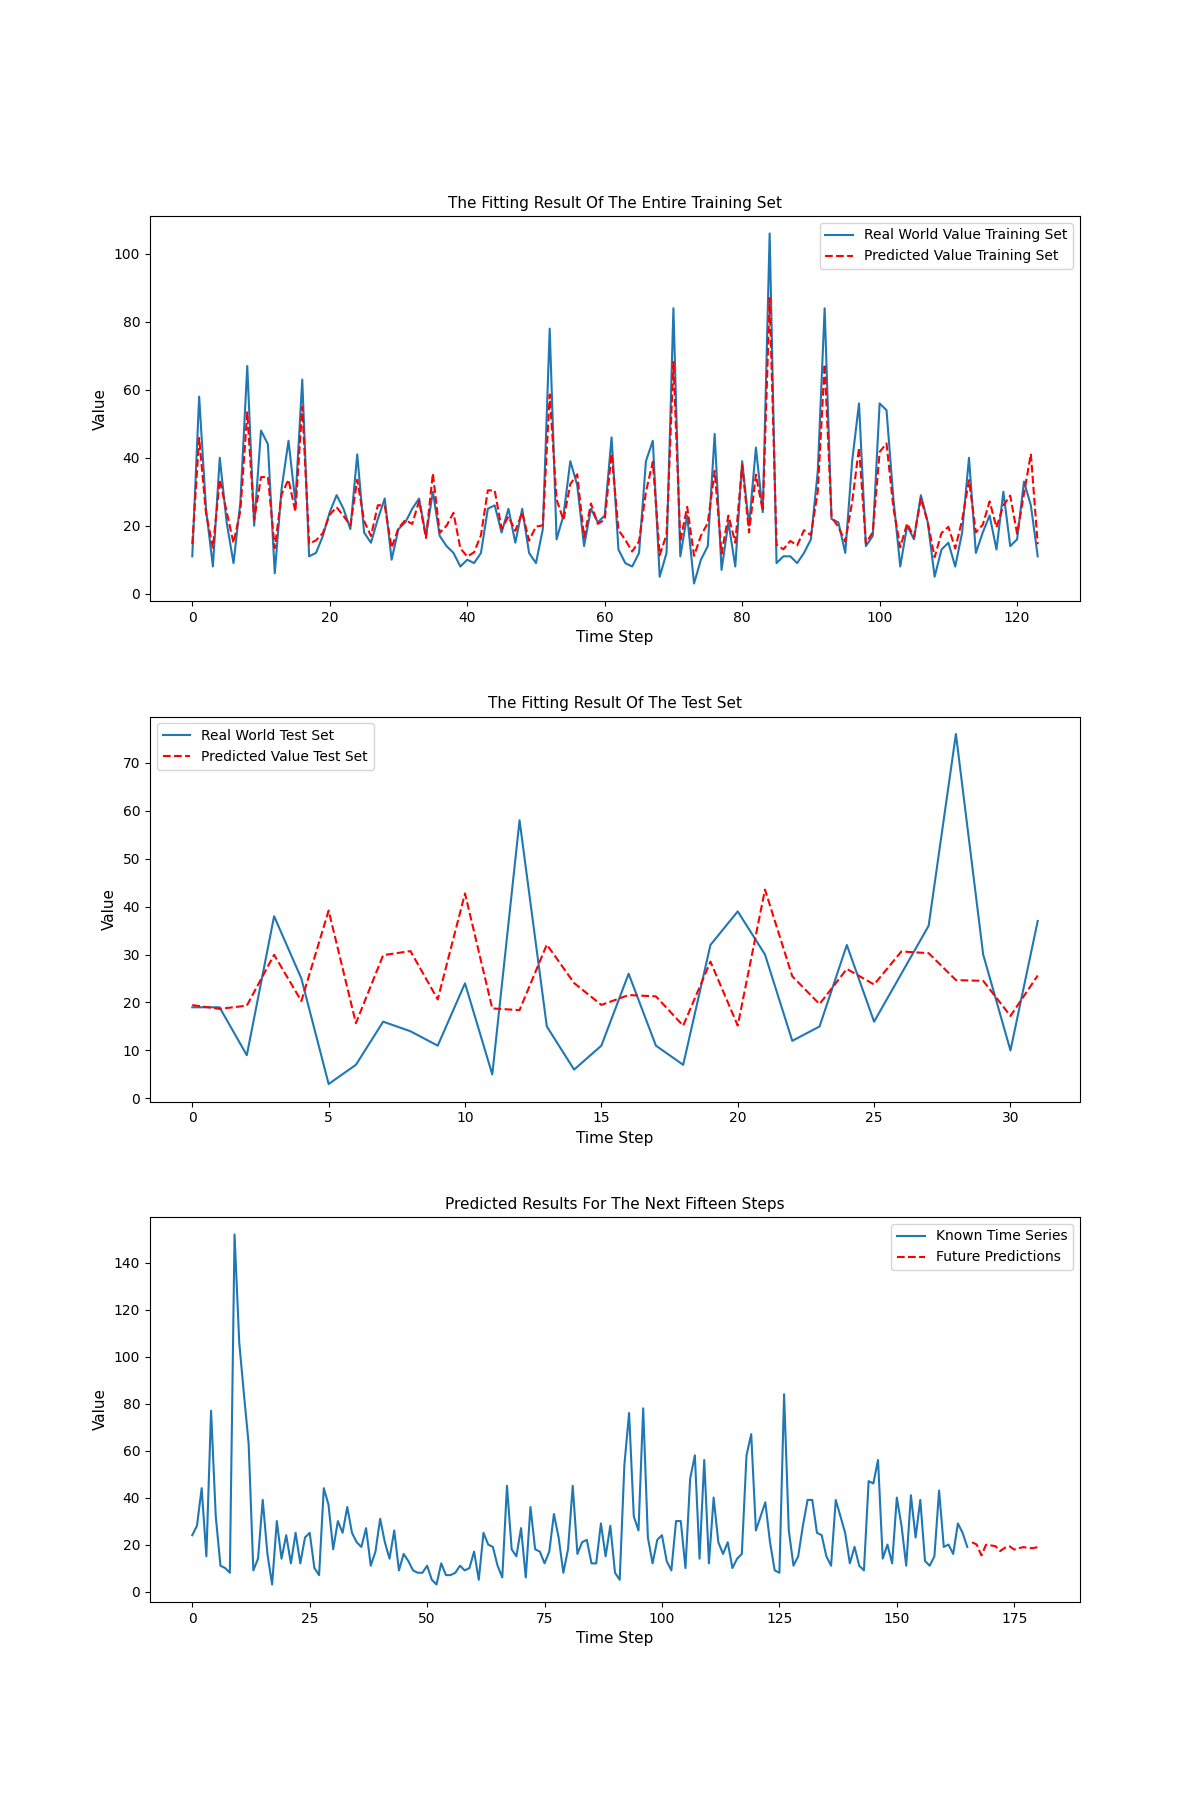 The Fitting Result Of The Entire Training Set
Real World Value Training Set
Predicted Value Training Set
Value
100
80
60
40
20
0
0 20 40 60 80 100 120
Time Step
The Fitting Result Of The Test Set
Real World Test Set
Predicted Value Test Set
Value
70
60
50
40
30
20
10
0
0 5 10 15 20 25 30
Time Step
Predicted Results For The Next Fifteen Steps
Known Time Series
Future Predictions
Value
140
120
100
80
60
40
20
0
0 25 50 75 100 125 150 175
Time Step